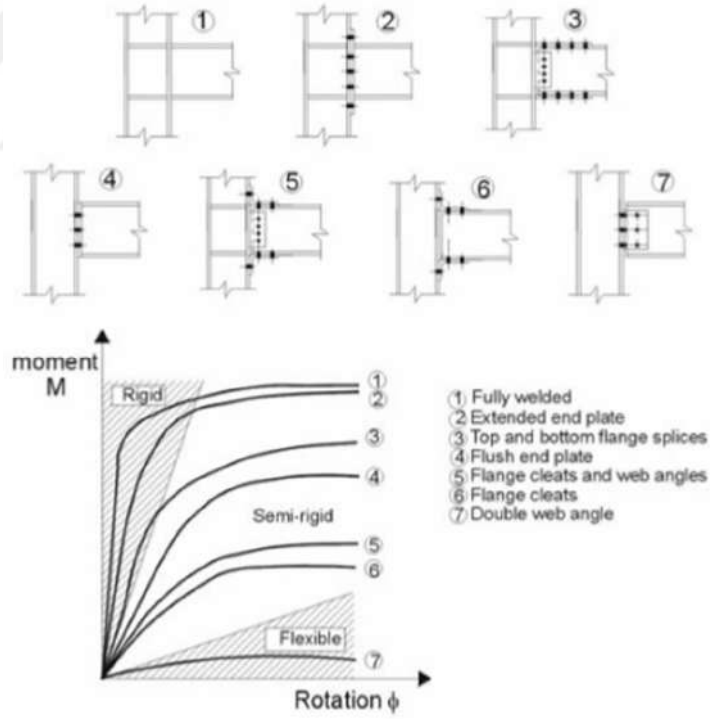 ① ② ③
④ ⑤ ⑥ ⑦
moment
M
Rigid
Semi-rigid
Flexible
①
②
③
④
⑤
⑥
⑦
Rotation ϕ
① Fully welded
② Extended end plate
③ Top and bottom flange splices
④ Flush end plate
⑤ Flange cleats and web angles
⑥ Flange cleats
⑦ Double web angle